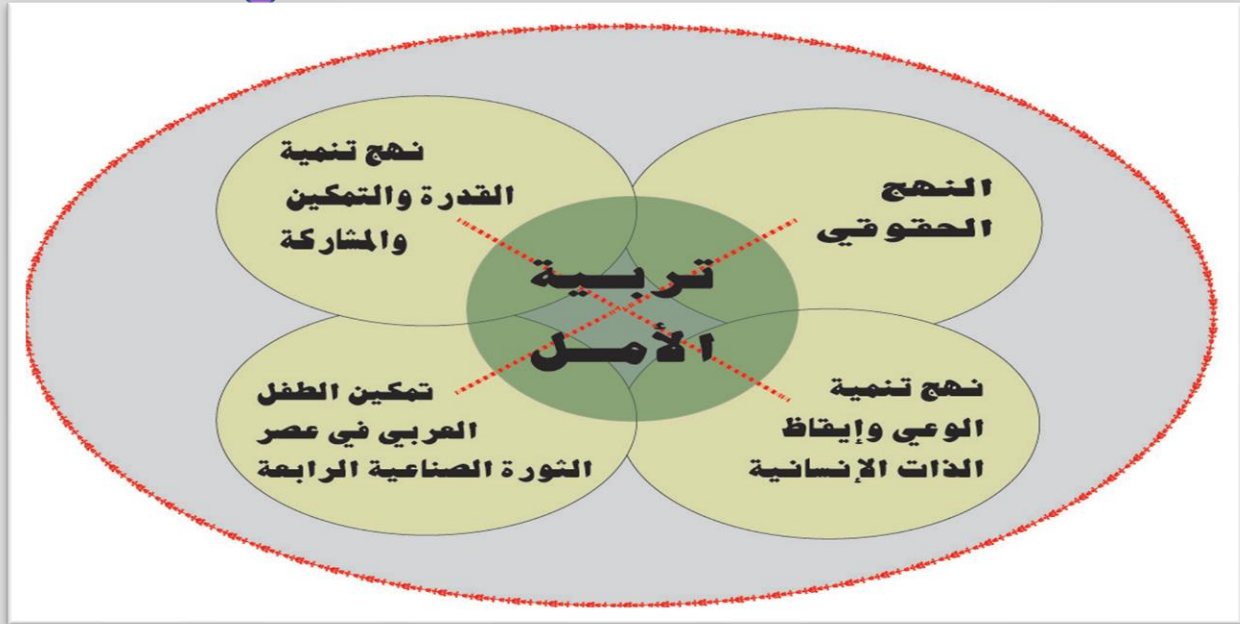 النهج
الحقوقي
نهج تنمية
القدرة والتمكين
والمشاركة
تربية
الأمل
نهج تنمية
الوعي وإيقاظ
الذات الإنسانية
تمكين الطفل
العربي في عصر
الثورة الصناعية الرابعة